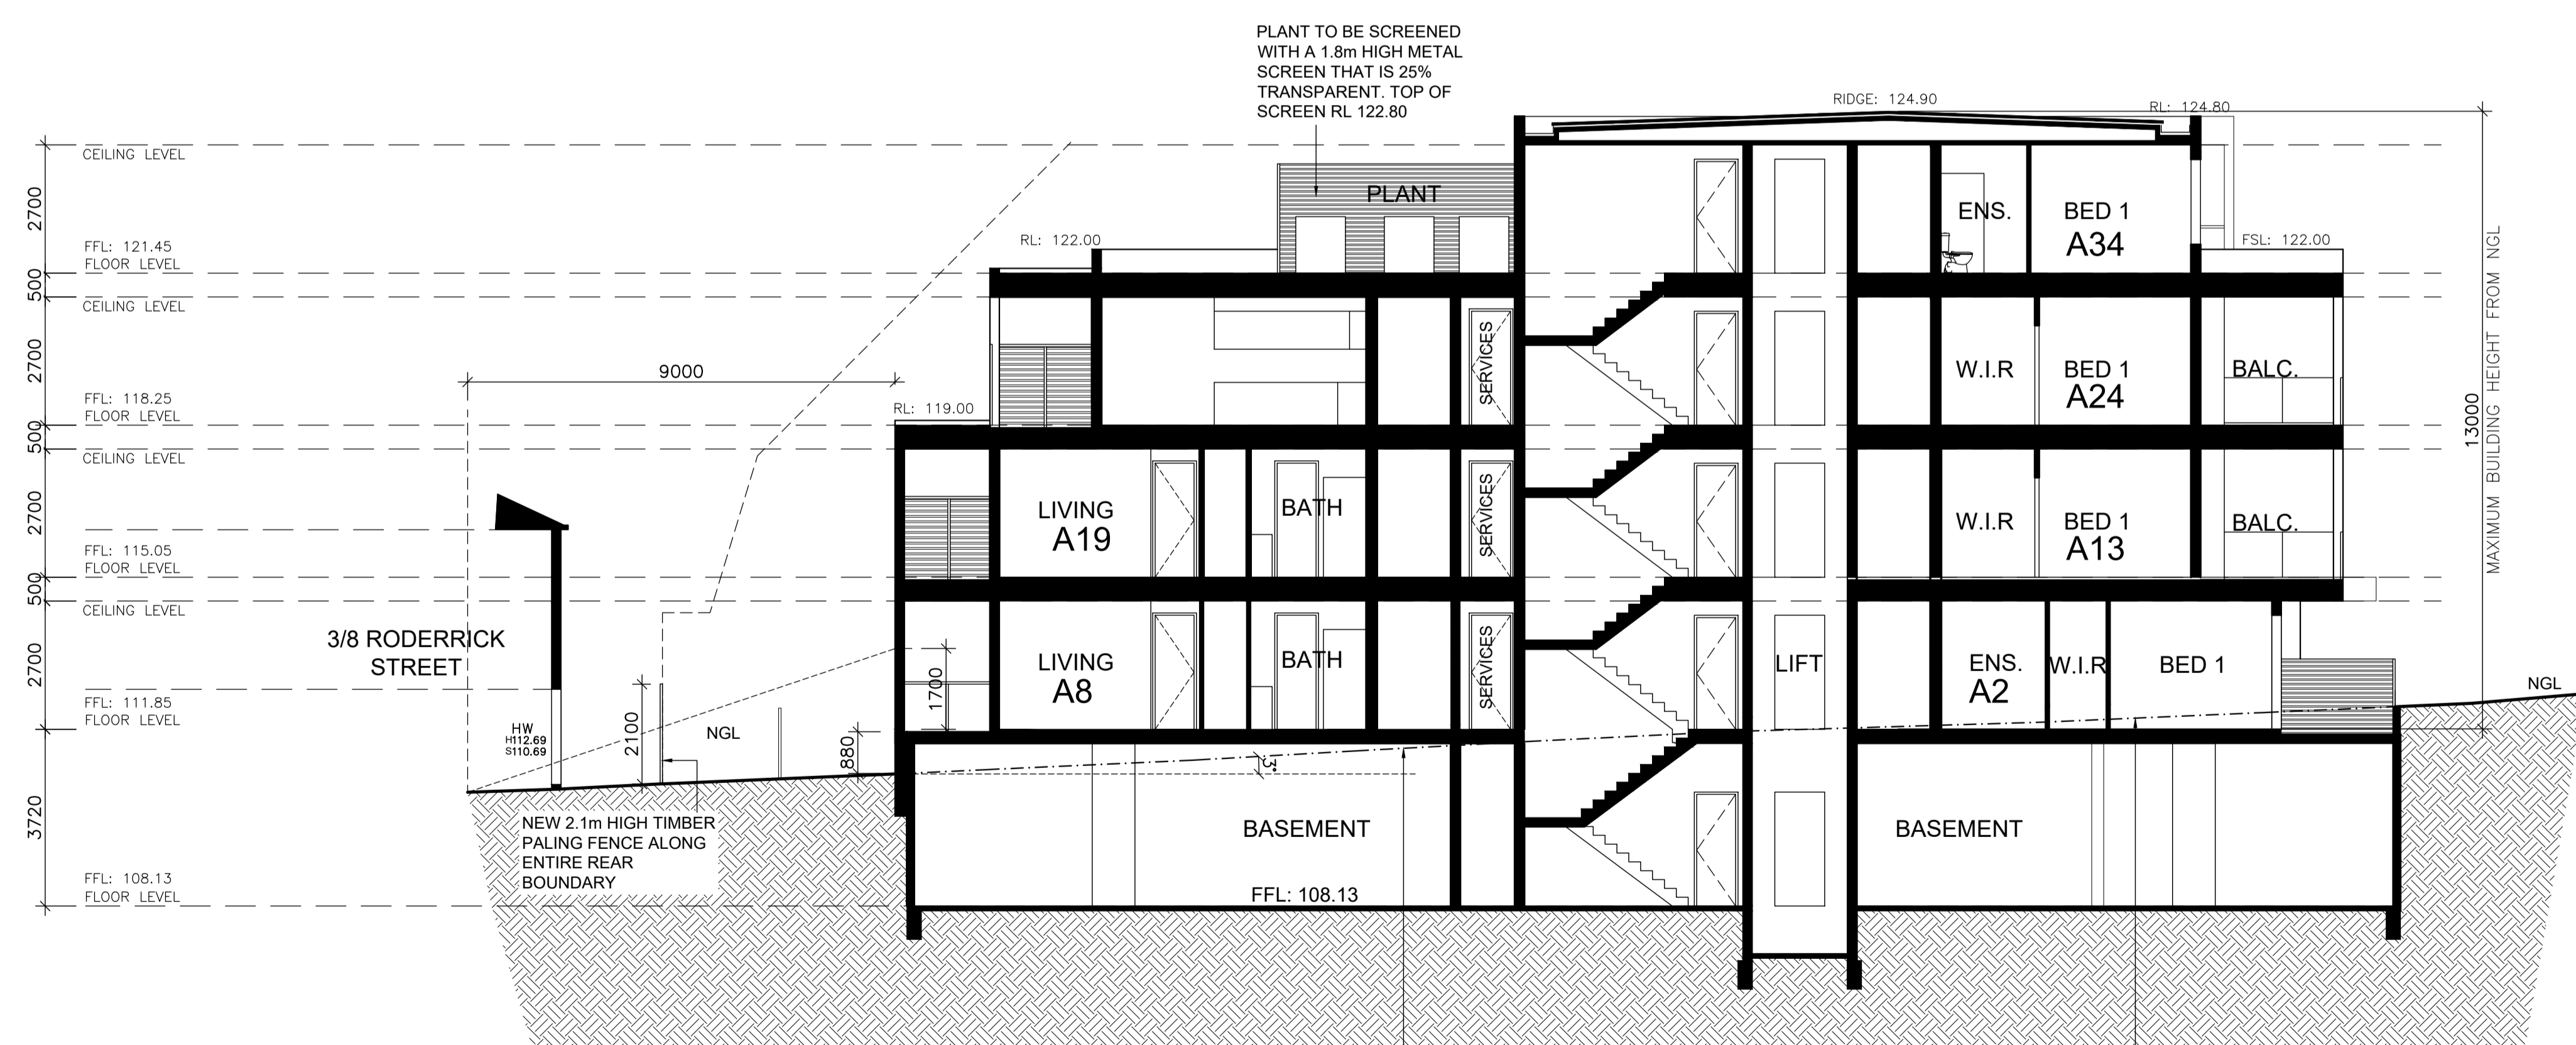 PLANT TO BE SCREENED
WITH A 1.8m HIGH METAL
SCREEN THAT IS 25%
TRANSPARENT. TOP OF
SCREEN RL 122.80
RIDGE: 124.90
RL: 124.80
CEILING LEVEL
2700
PLANT
ENS.
BED 1
A34
FFL: 121.45
FLOOR LEVEL
RL: 122.00
FSL: 122.00
500
CEILING LEVEL
2700
9000
SERVICES
W.I.R
BED 1
A24
BALC.
MAXIMUM BUILDING HEIGHT FROM NGL
13000
FFL: 118.25
FLOOR LEVEL
RL: 119.00
500
CEILING LEVEL
2700
LIVING
A19
BATH
SERVICES
W.I.R
BED 1
A13
BALC.
FFL: 115.05
FLOOR LEVEL
500
CEILING LEVEL
3/8 RODERRICK
STREET
2700
LIVING
A8
BATH
SERVICES
LIFT
ENS.
A2
W.I.R
BED 1
NGL
1700
FFL: 111.85
FLOOR LEVEL
HW
H112.69
S110.69
2100
NGL
880
3°
3720
NEW 2.1m HIGH TIMBER
PALING FENCE ALONG
ENTIRE REAR
BOUNDARY
BASEMENT
BASEMENT
FFL: 108.13
FLOOR LEVEL
FFL: 108.13